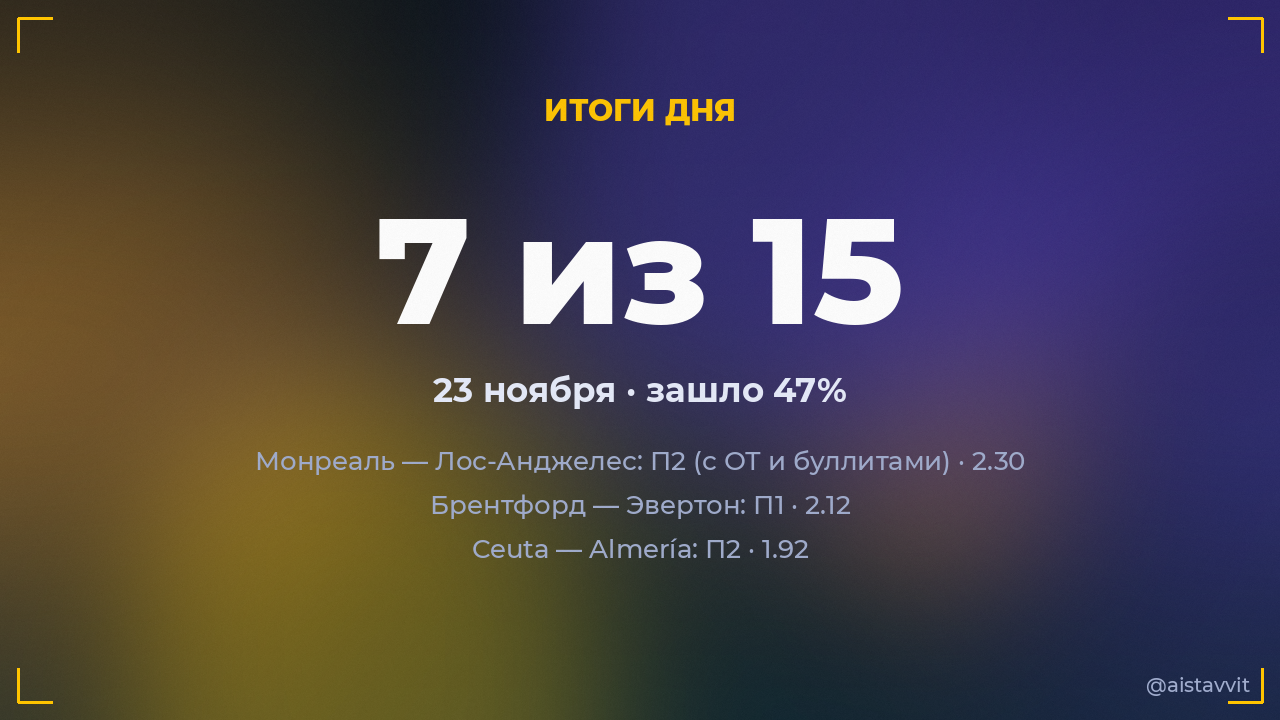 ИТОГИ ДНЯ
7 из 15
23 ноября · зашло 47%
Монреаль — Лос-Анджелес: П2 (с ОТ и буллитами) · 2.30
Брентфорд — Эвертон: П1 · 2.12
Ceuta — Almería: П2 · 1.92
@aistavvit